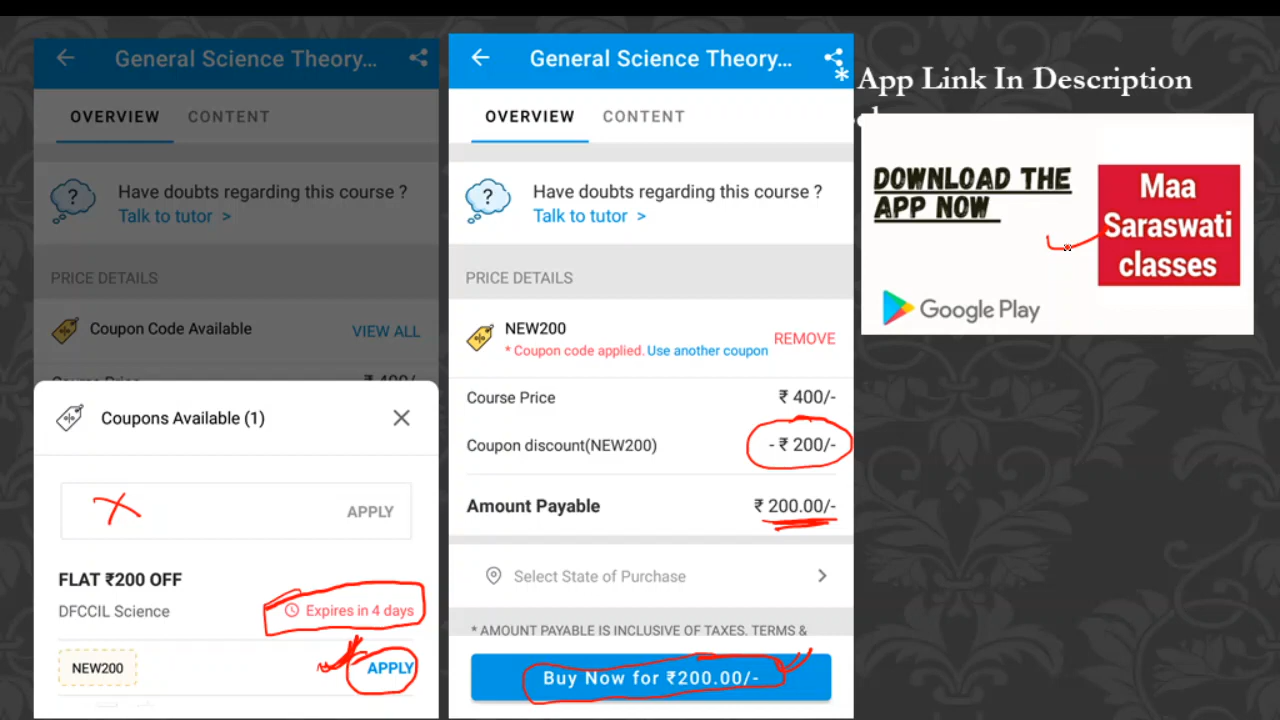 General Science Theory...
OVERVIEW CONTENT
Have doubts regarding this course ?
Talk to tutor >
PRICE DETAILS
Coupon Code Available VIEW ALL
Course Price ₹ 400/-
Coupons Available (1)
APPLY
FLAT ₹200 OFF
DFCCIL Science Expires in 4 days
NEW200 APPLY
General Science Theory...
OVERVIEW CONTENT
Have doubts regarding this course ?
Talk to tutor >
PRICE DETAILS
NEW200
* Coupon code applied. Use another coupon REMOVE
Course Price ₹ 400/-
Coupon discount(NEW200) - ₹ 200/-
Amount Payable ₹ 200.00/-
Select State of Purchase
* AMOUNT PAYABLE IS INCLUSIVE OF TAXES. TERMS &
Buy Now for ₹200.00/-
* App Link In Description
DOWNLOAD THE
APP NOW
Maa
Saraswati
classes
Google Play